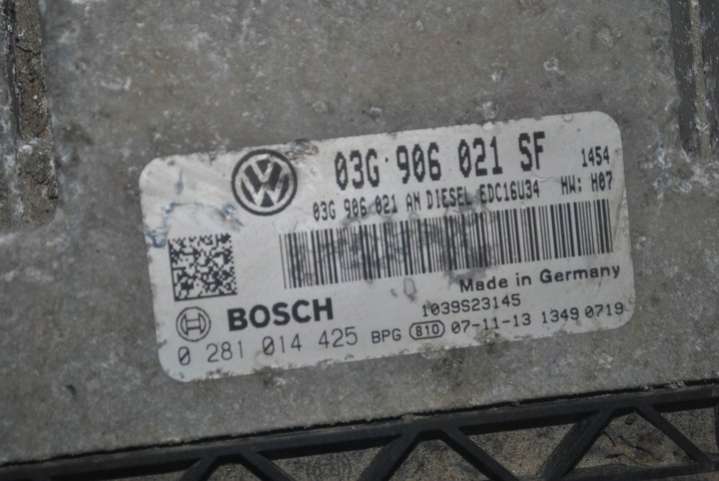 03G 906 021 SF 1454
03G 906 021 AN DIESEL EDC16U34 HW: H07
Made in Germany
BOSCH 1039S23145
0 281 014 425 BPG 810 07-11-13 1349 0719